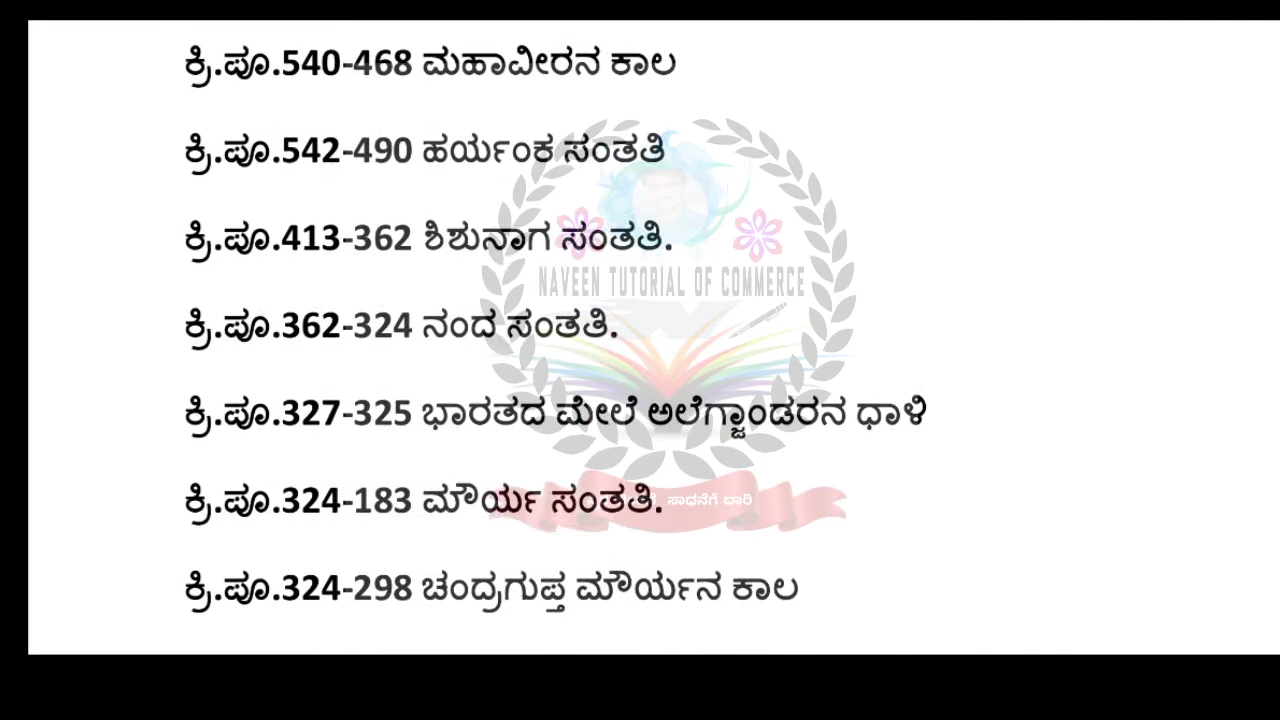 ಕ್ರಿ.ಪೂ.540-468 ಮಹಾವೀರನ ಕಾಲ
ಕ್ರಿ.ಪೂ.542-490 ಹರ್ಯಂಕ ಸಂತತಿ
ಕ್ರಿ.ಪೂ.413-362 ಶಿಶುನಾಗ ಸಂತತಿ.
NAVEEN TUTORIAL OF COMMERCE
ಕ್ರಿ.ಪೂ.362-324 ನಂದ ಸಂತತಿ.
ಕ್ರಿ.ಪೂ.327-325 ಭಾರತದ ಮೇಲೆ ಅಲೆಗ್ಜಾಂಡರನ ಧಾಳಿ
ಕ್ರಿ.ಪೂ.324-183 ಮೌರ್ಯ ಸಂತತಿ.
ಸಾಧನೆಗೆ ದಾರಿ
ಕ್ರಿ.ಪೂ.324-298 ಚಂದ್ರಗುಪ್ತ ಮೌರ್ಯನ ಕಾಲ